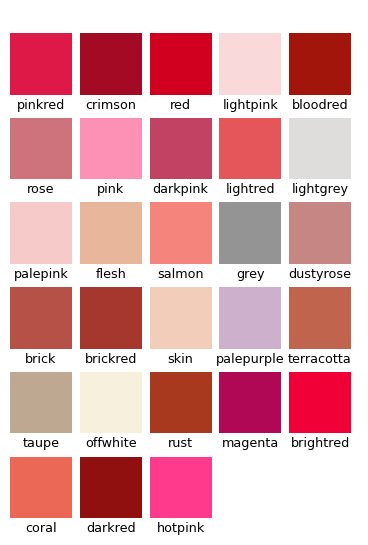 pinkred crimson red lightpink bloodred
rose pink darkpink lightred lightgrey
palepink flesh salmon grey dustyrose
brick brickred skin palepurple terracotta
taupe offwhite rust magenta brightred
coral darkred hotpink